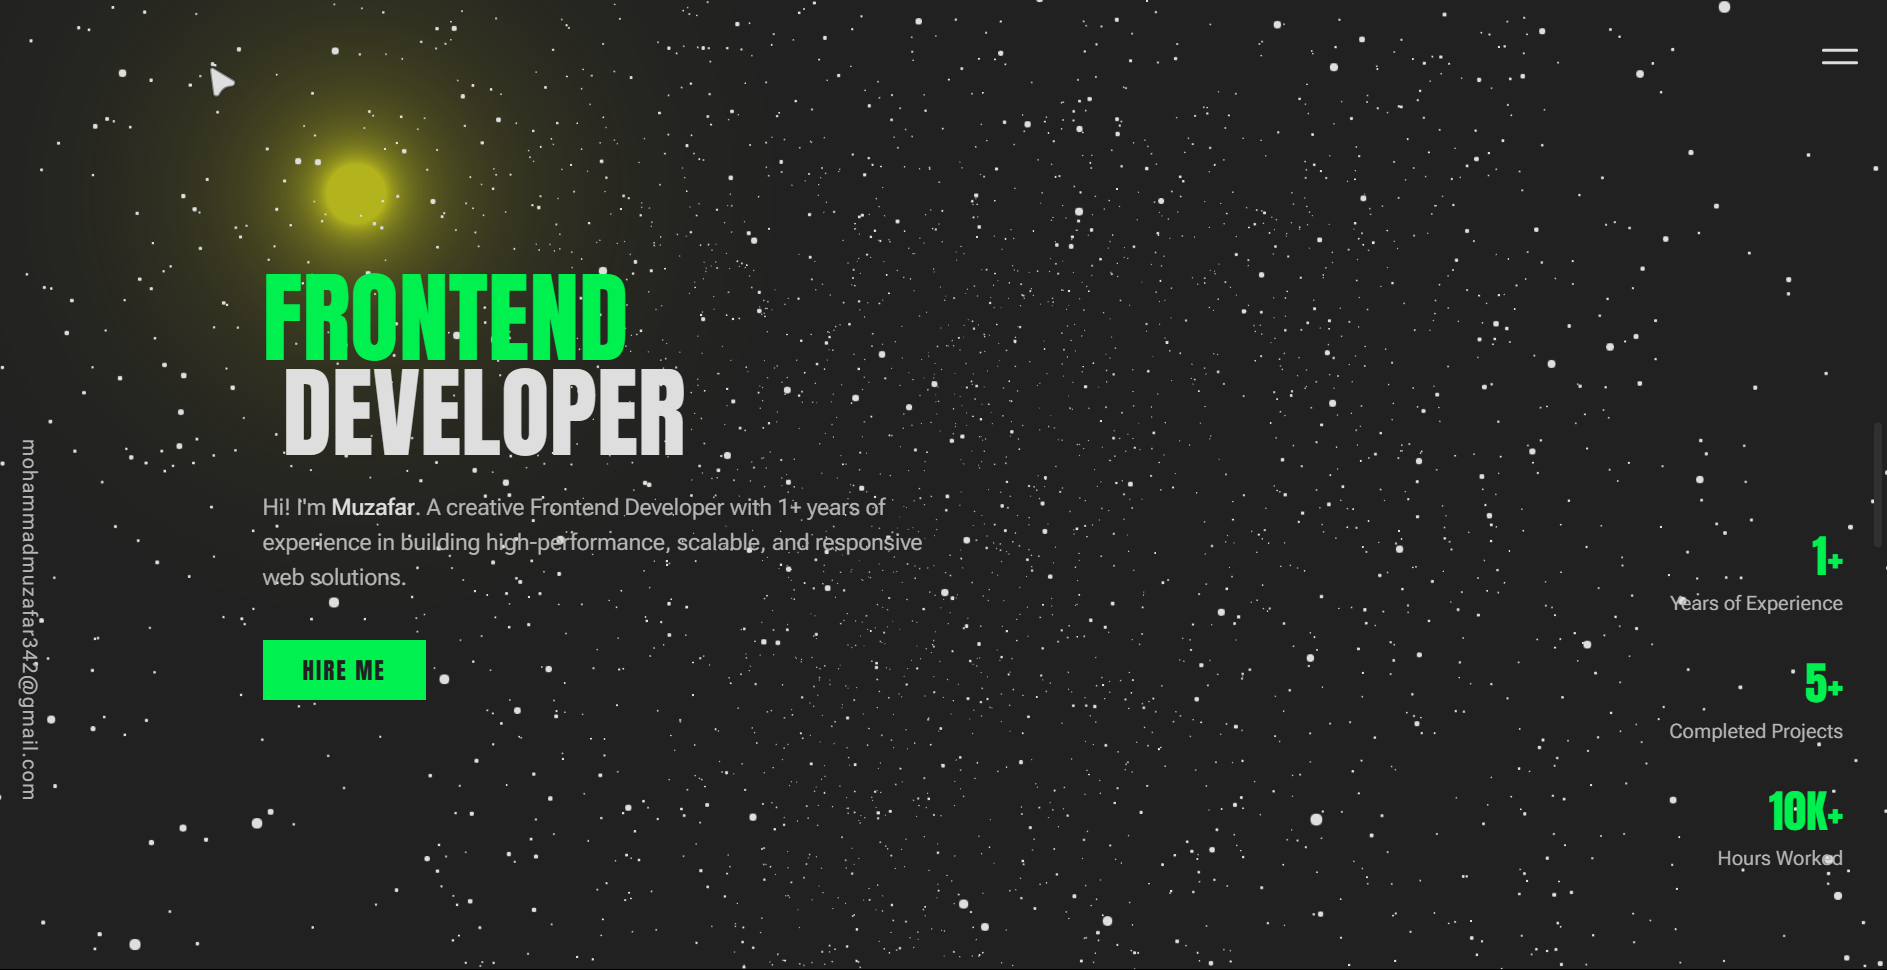 FRONTEND
DEVELOPER
Hi! I'm Muzafar. A creative Frontend Developer with 1+ years of
experience in building high-performance, scalable, and responsive
web solutions.
HIRE ME
mohammadmuzafar342@gmail.com
1+
Years of Experience
5+
Completed Projects
10K+
Hours Worked